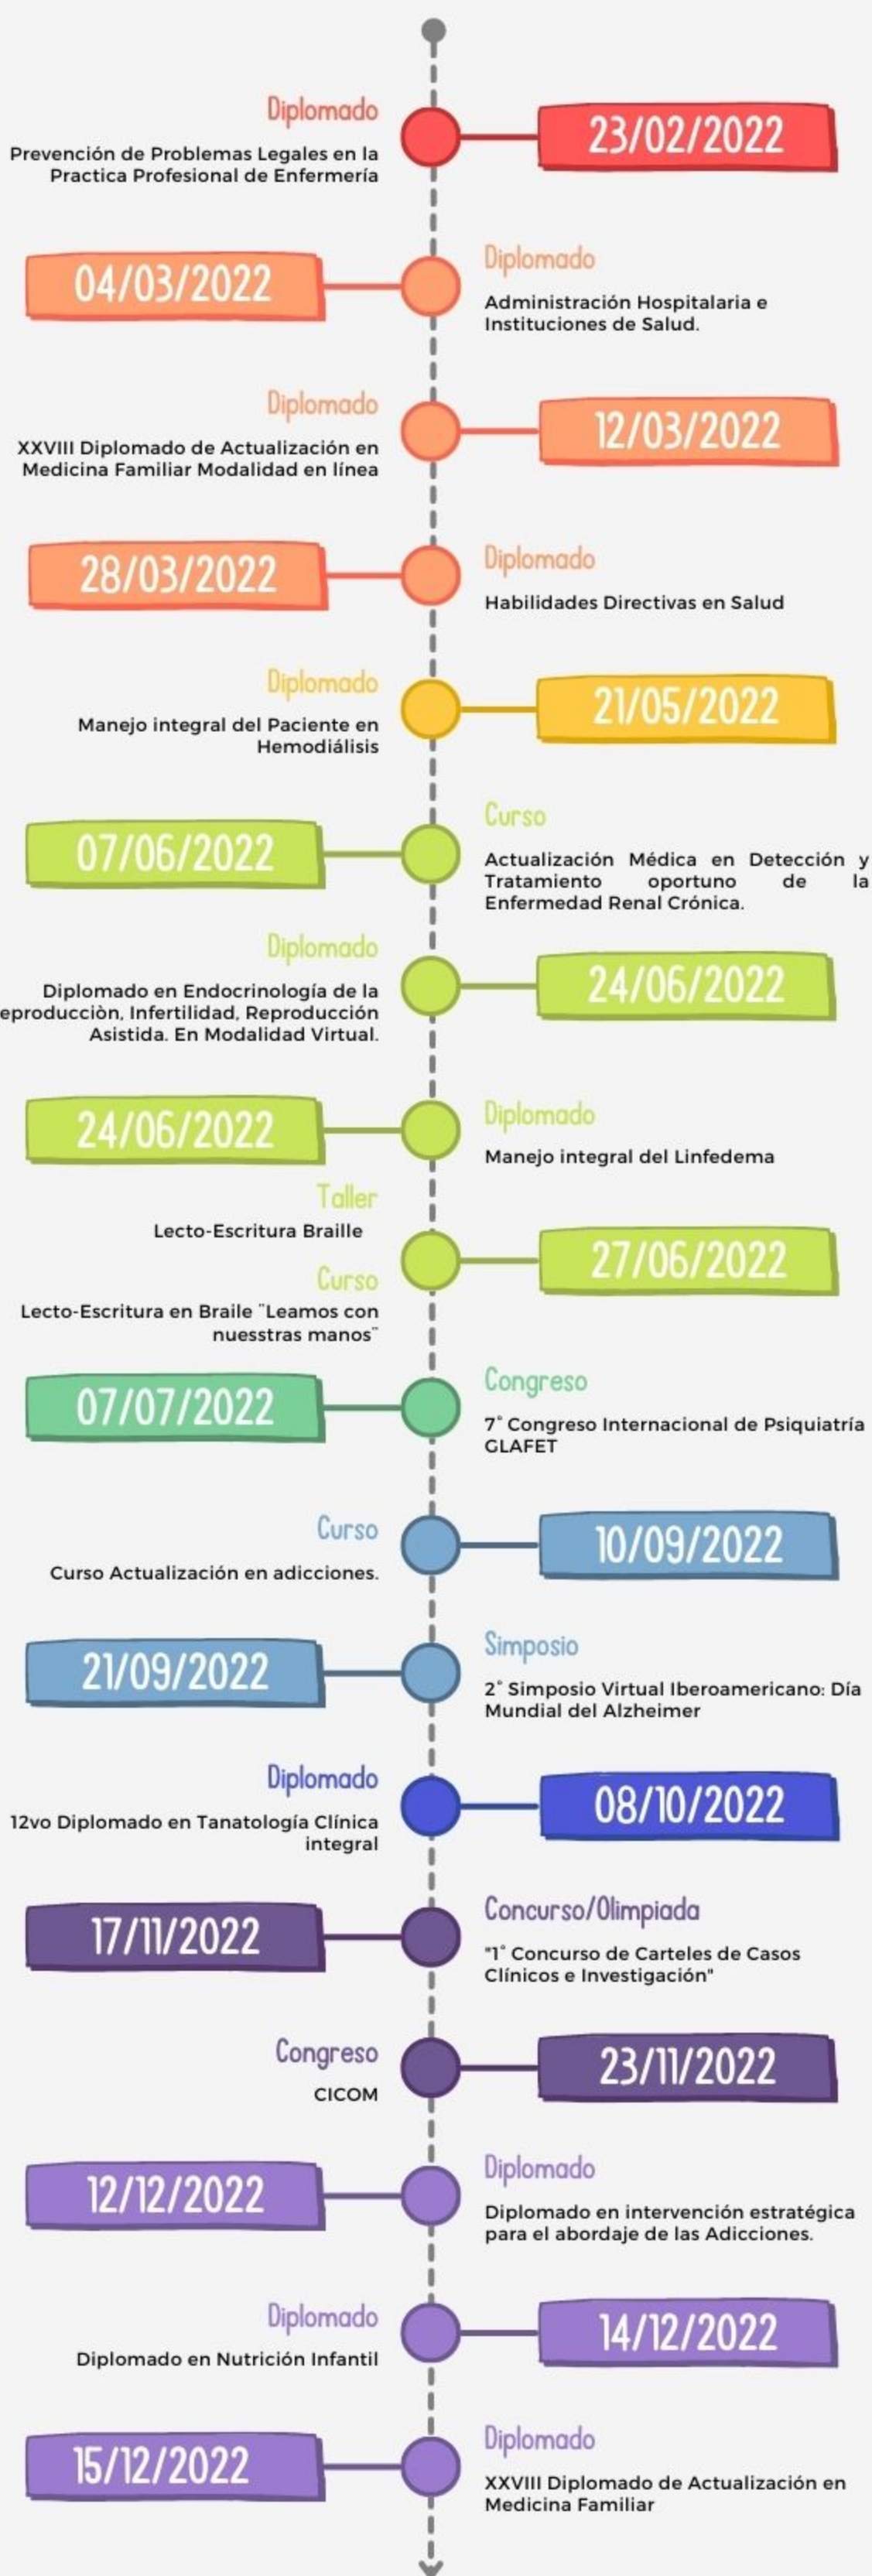 Diplomado
23/02/2022
Prevención de Problemas Legales en la
Practica Profesional de Enfermería
04/03/2022
Diplomado
Administración Hospitalaria e
Instituciones de Salud.
Diplomado
12/03/2022
XXVIII Diplomado de Actualización en
Medicina Familiar Modalidad en línea
28/03/2022
Diplomado
Habilidades Directivas en Salud
Diplomado
21/05/2022
Manejo integral del Paciente en
Hemodiálisis
07/06/2022
Curso
Actualización Médica en Detección y
Tratamiento oportuno de la
Enfermedad Renal Crónica.
Diplomado
24/06/2022
Diplomado en Endocrinología de la
eproducciòn, Infertilidad, Reproducción
Asistida. En Modalidad Virtual.
24/06/2022
Diplomado
Manejo integral del Linfedema
Taller
Lecto-Escritura Braille
27/06/2022
Curso
Lecto-Escritura en Braile ¨Leamos con
nuesstras manos¨
07/07/2022
Congreso
7° Congreso Internacional de Psiquiatría
GLAFET
Curso
10/09/2022
Curso Actualización en adicciones.
21/09/2022
Simposio
2° Simposio Virtual Iberoamericano: Día
Mundial del Alzheimer
Diplomado
08/10/2022
12vo Diplomado en Tanatología Clínica
integral
17/11/2022
Concurso/Olimpiada
"1° Concurso de Carteles de Casos
Clínicos e Investigación"
Congreso
23/11/2022
CICOM
12/12/2022
Diplomado
Diplomado en intervención estratégica
para el abordaje de las Adicciones.
Diplomado
14/12/2022
Diplomado en Nutrición Infantil
15/12/2022
Diplomado
XXVIII Diplomado de Actualización en
Medicina Familiar